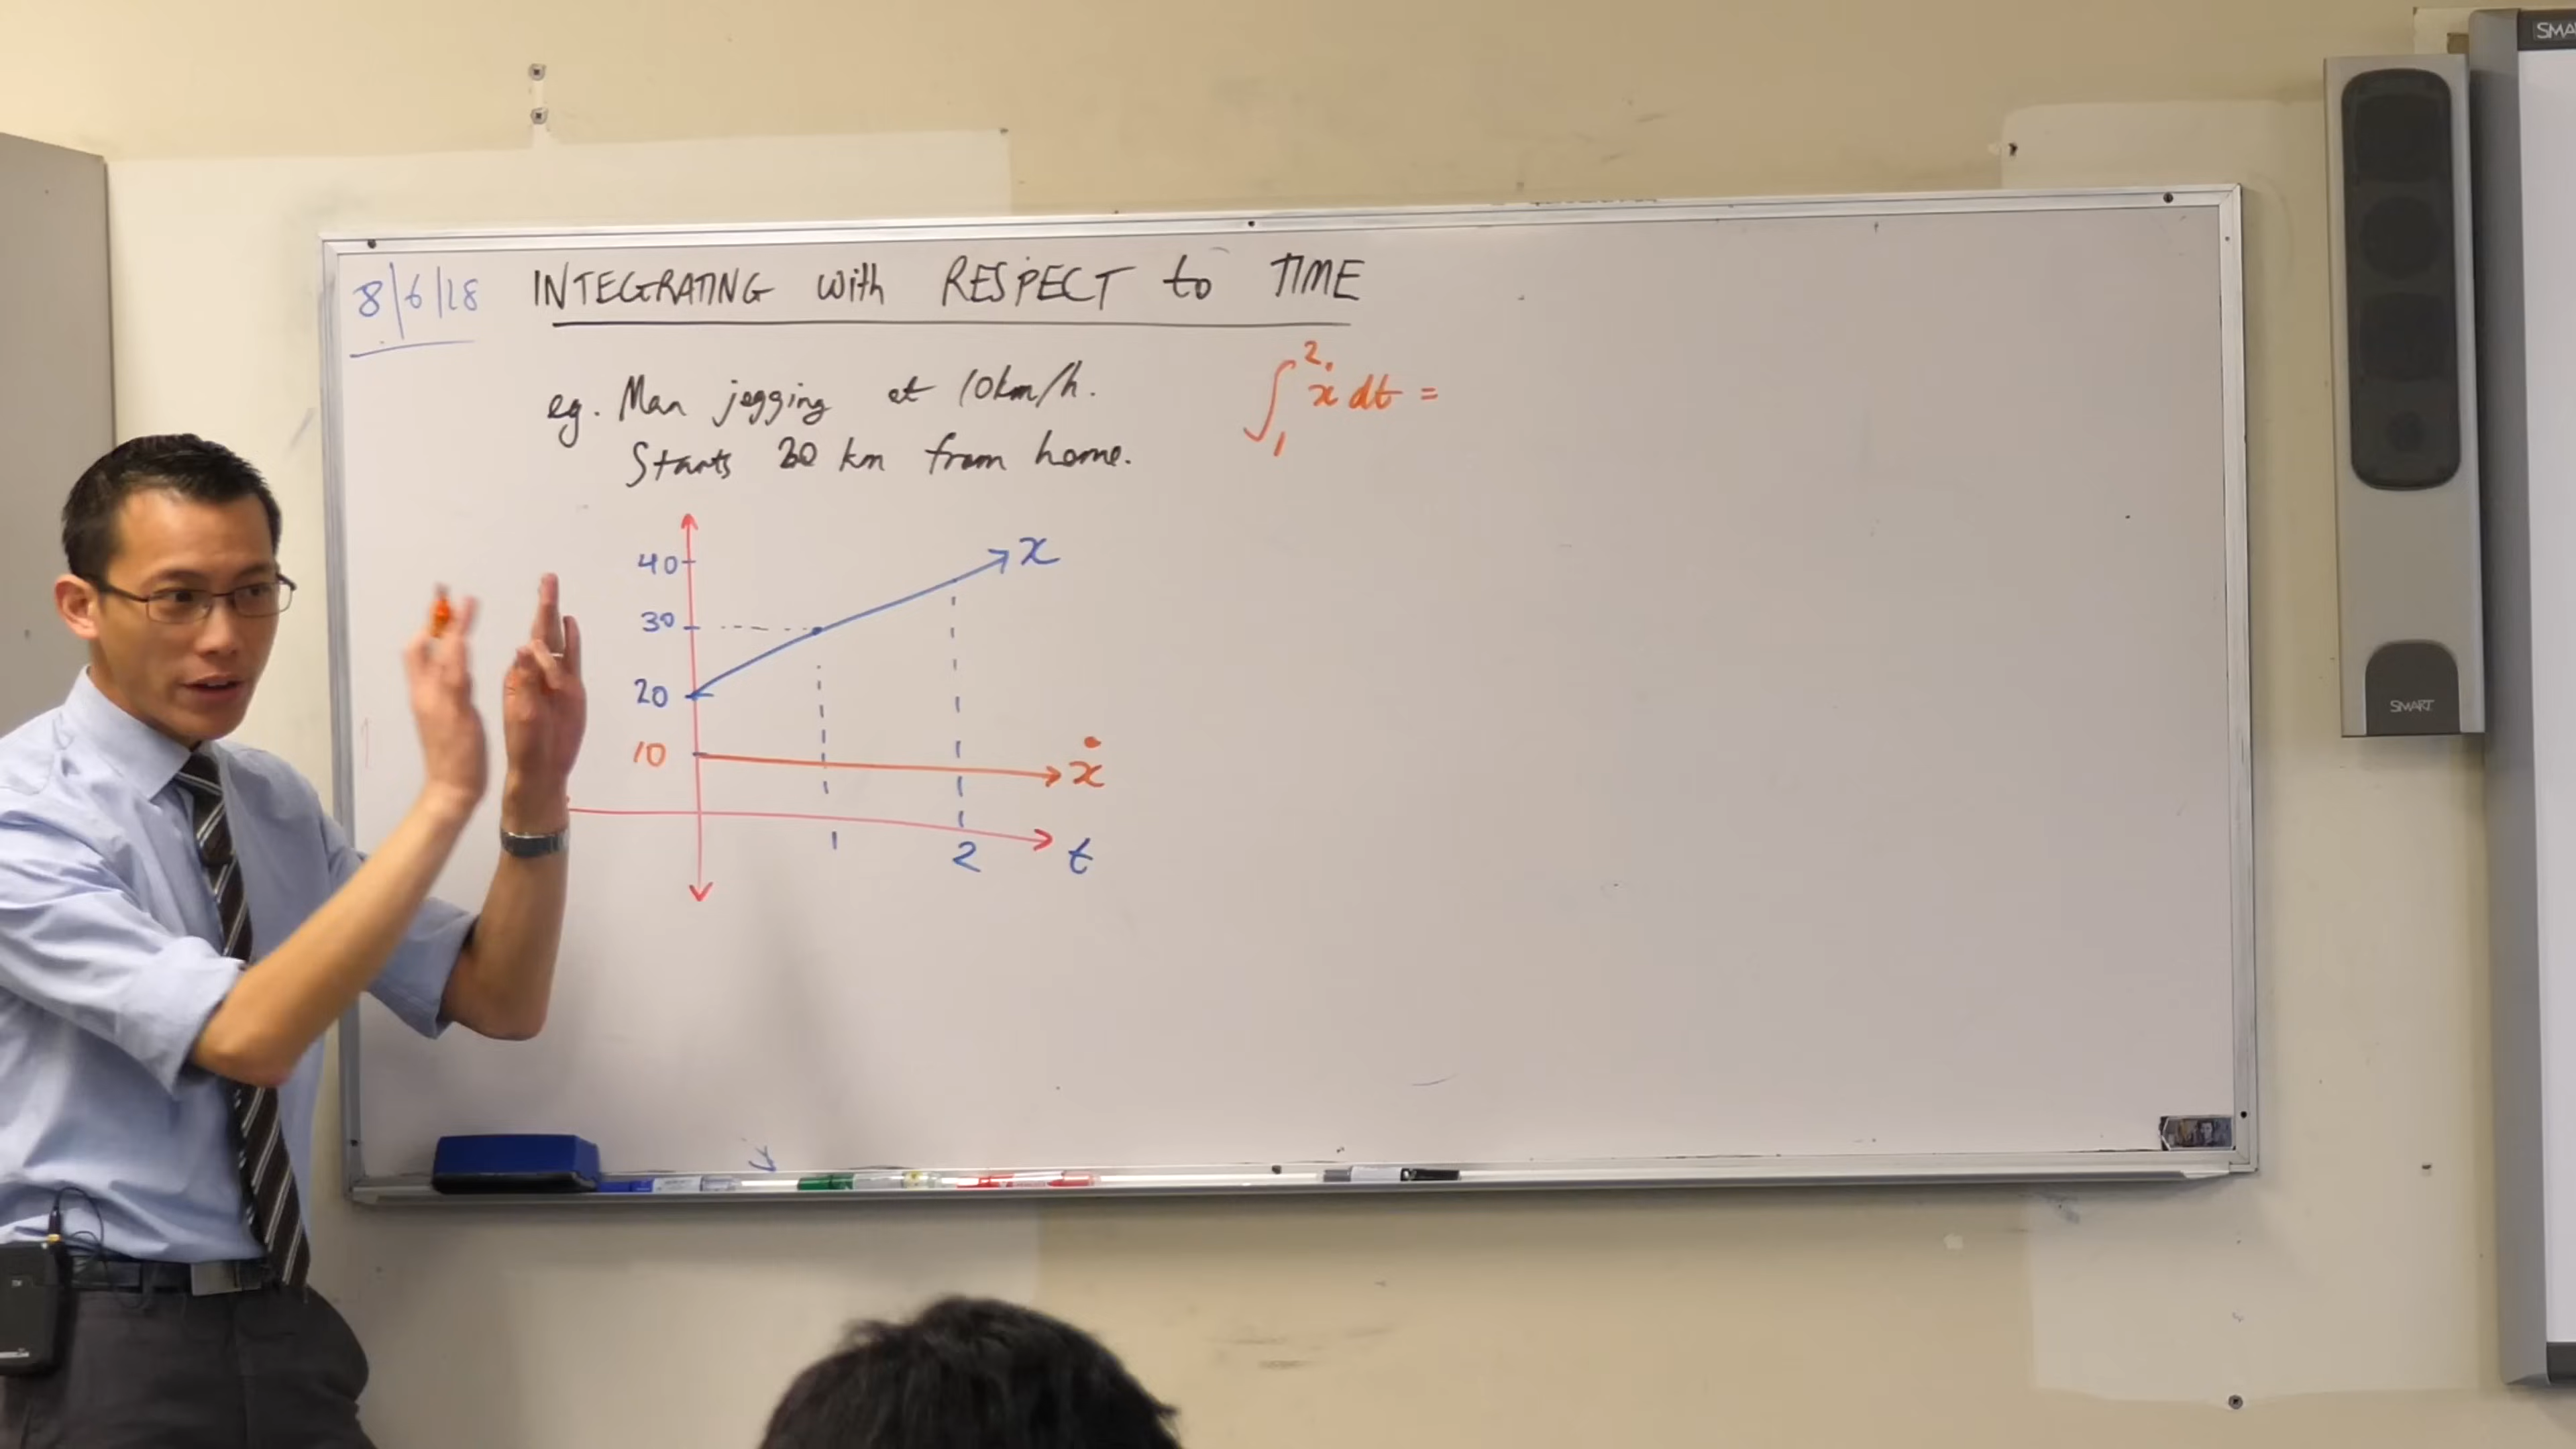 SMA
8/6/18 INTEGRATING with RESPECT to TIME
eg. Man jogging at 10km/h.
Starts 20 km from home.
∫₁² ẋ dt =
40
30
20
10
x
ẋ
1
2
t
SMART